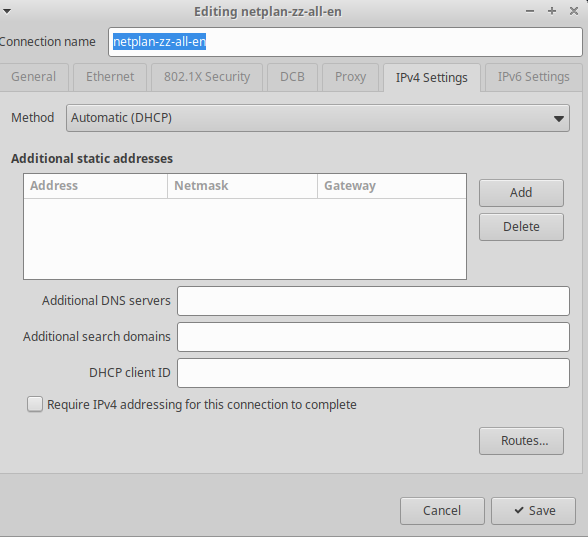 Editing netplan-zz-all-en
Connection name netplan-zz-all-en
General Ethernet 802.1X Security DCB Proxy IPv4 Settings IPv6 Settings
Method Automatic (DHCP)
Additional static addresses
Address Netmask Gateway
Add
Delete
Additional DNS servers
Additional search domains
DHCP client ID
Require IPv4 addressing for this connection to complete
Routes...
Cancel Save